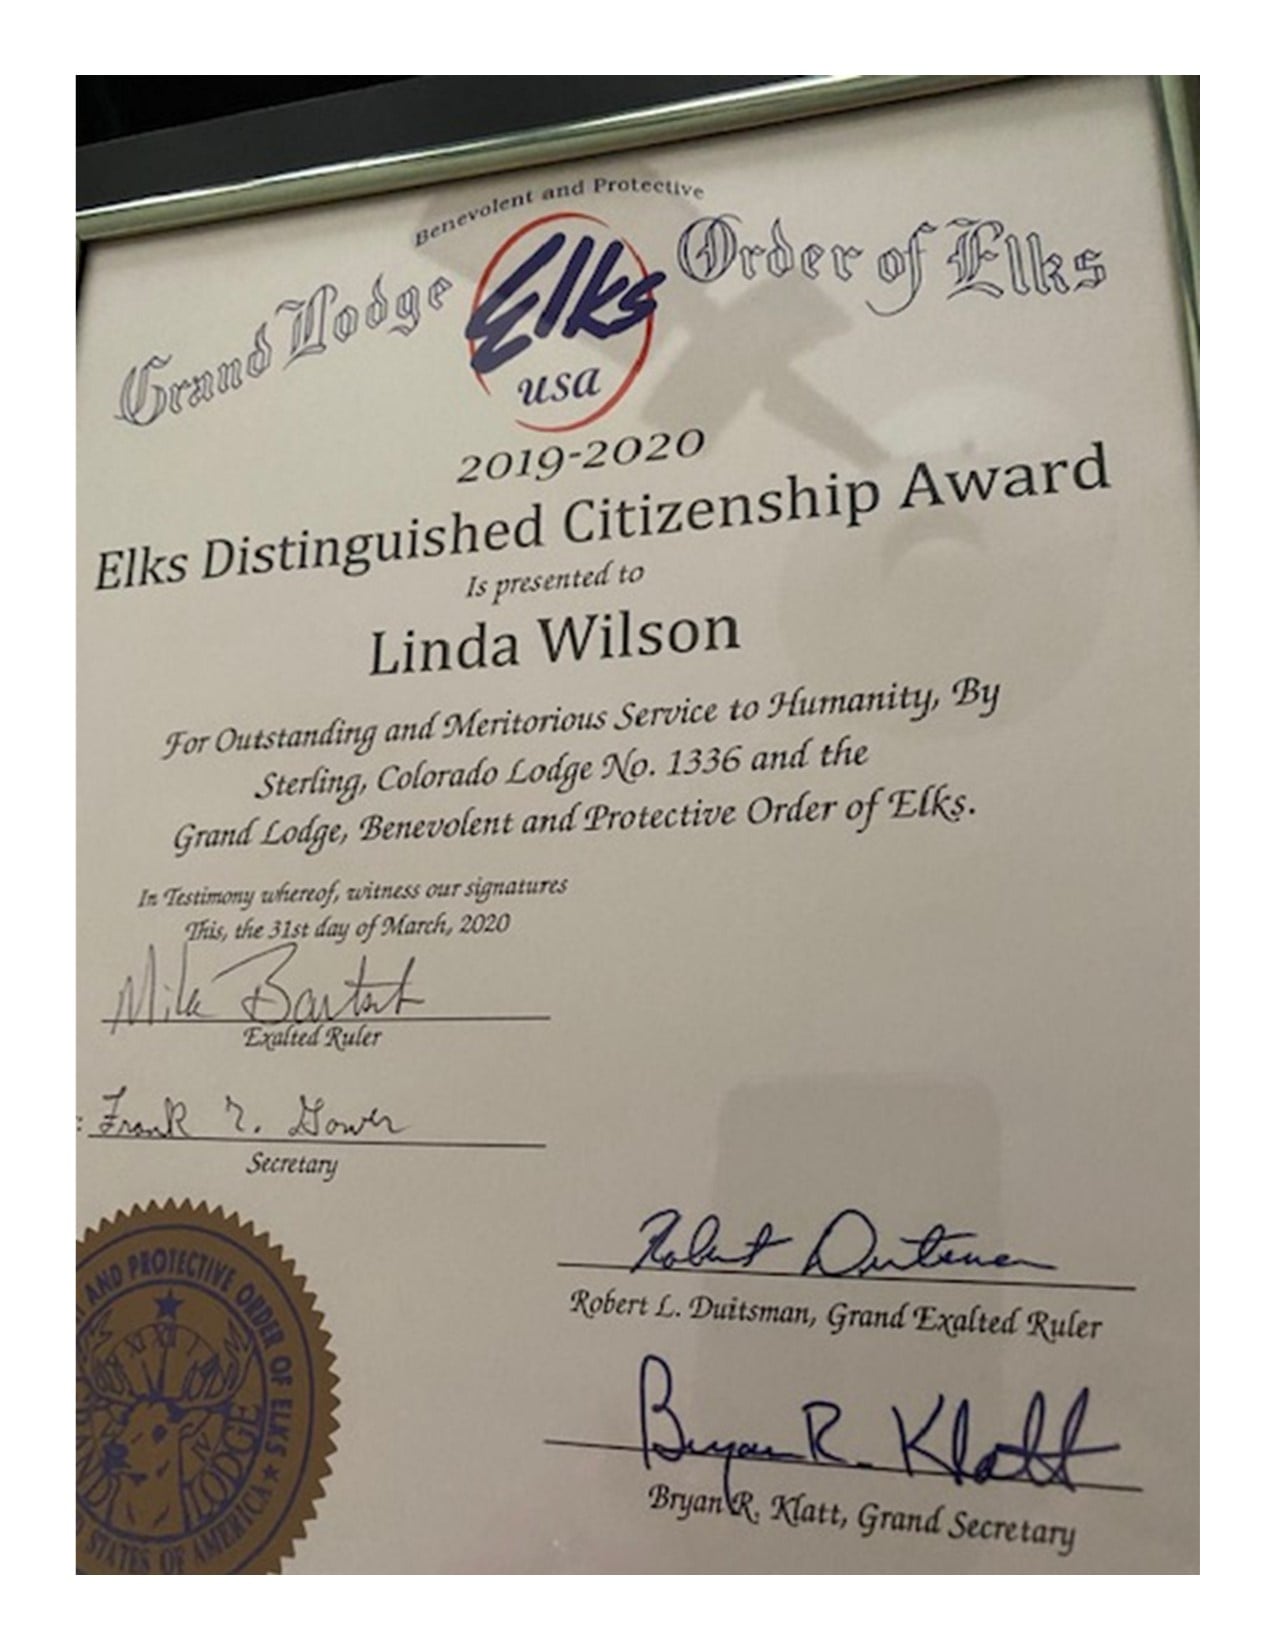 Benevolent and Protective
Grand Lodge Elks Order of Elks
usa
2019-2020
Elks Distinguished Citizenship Award
Is presented to
Linda Wilson
For Outstanding and Meritorious Service to Humanity, By
Sterling, Colorado Lodge No. 1336 and the
Grand Lodge, Benevolent and Protective Order of Elks.
In Testimony whereof, witness our signatures
This, the 31st day of March, 2020
Mike Bartsch
Exalted Ruler
Frank Gower
Secretary
AND PROTECTIVE ORDER OF ELKS
LODGE
STATES OF AMERICA
Robert Duitsman
Robert L. Duitsman, Grand Exalted Ruler
Bryan R. Klatt
Bryan R. Klatt, Grand Secretary